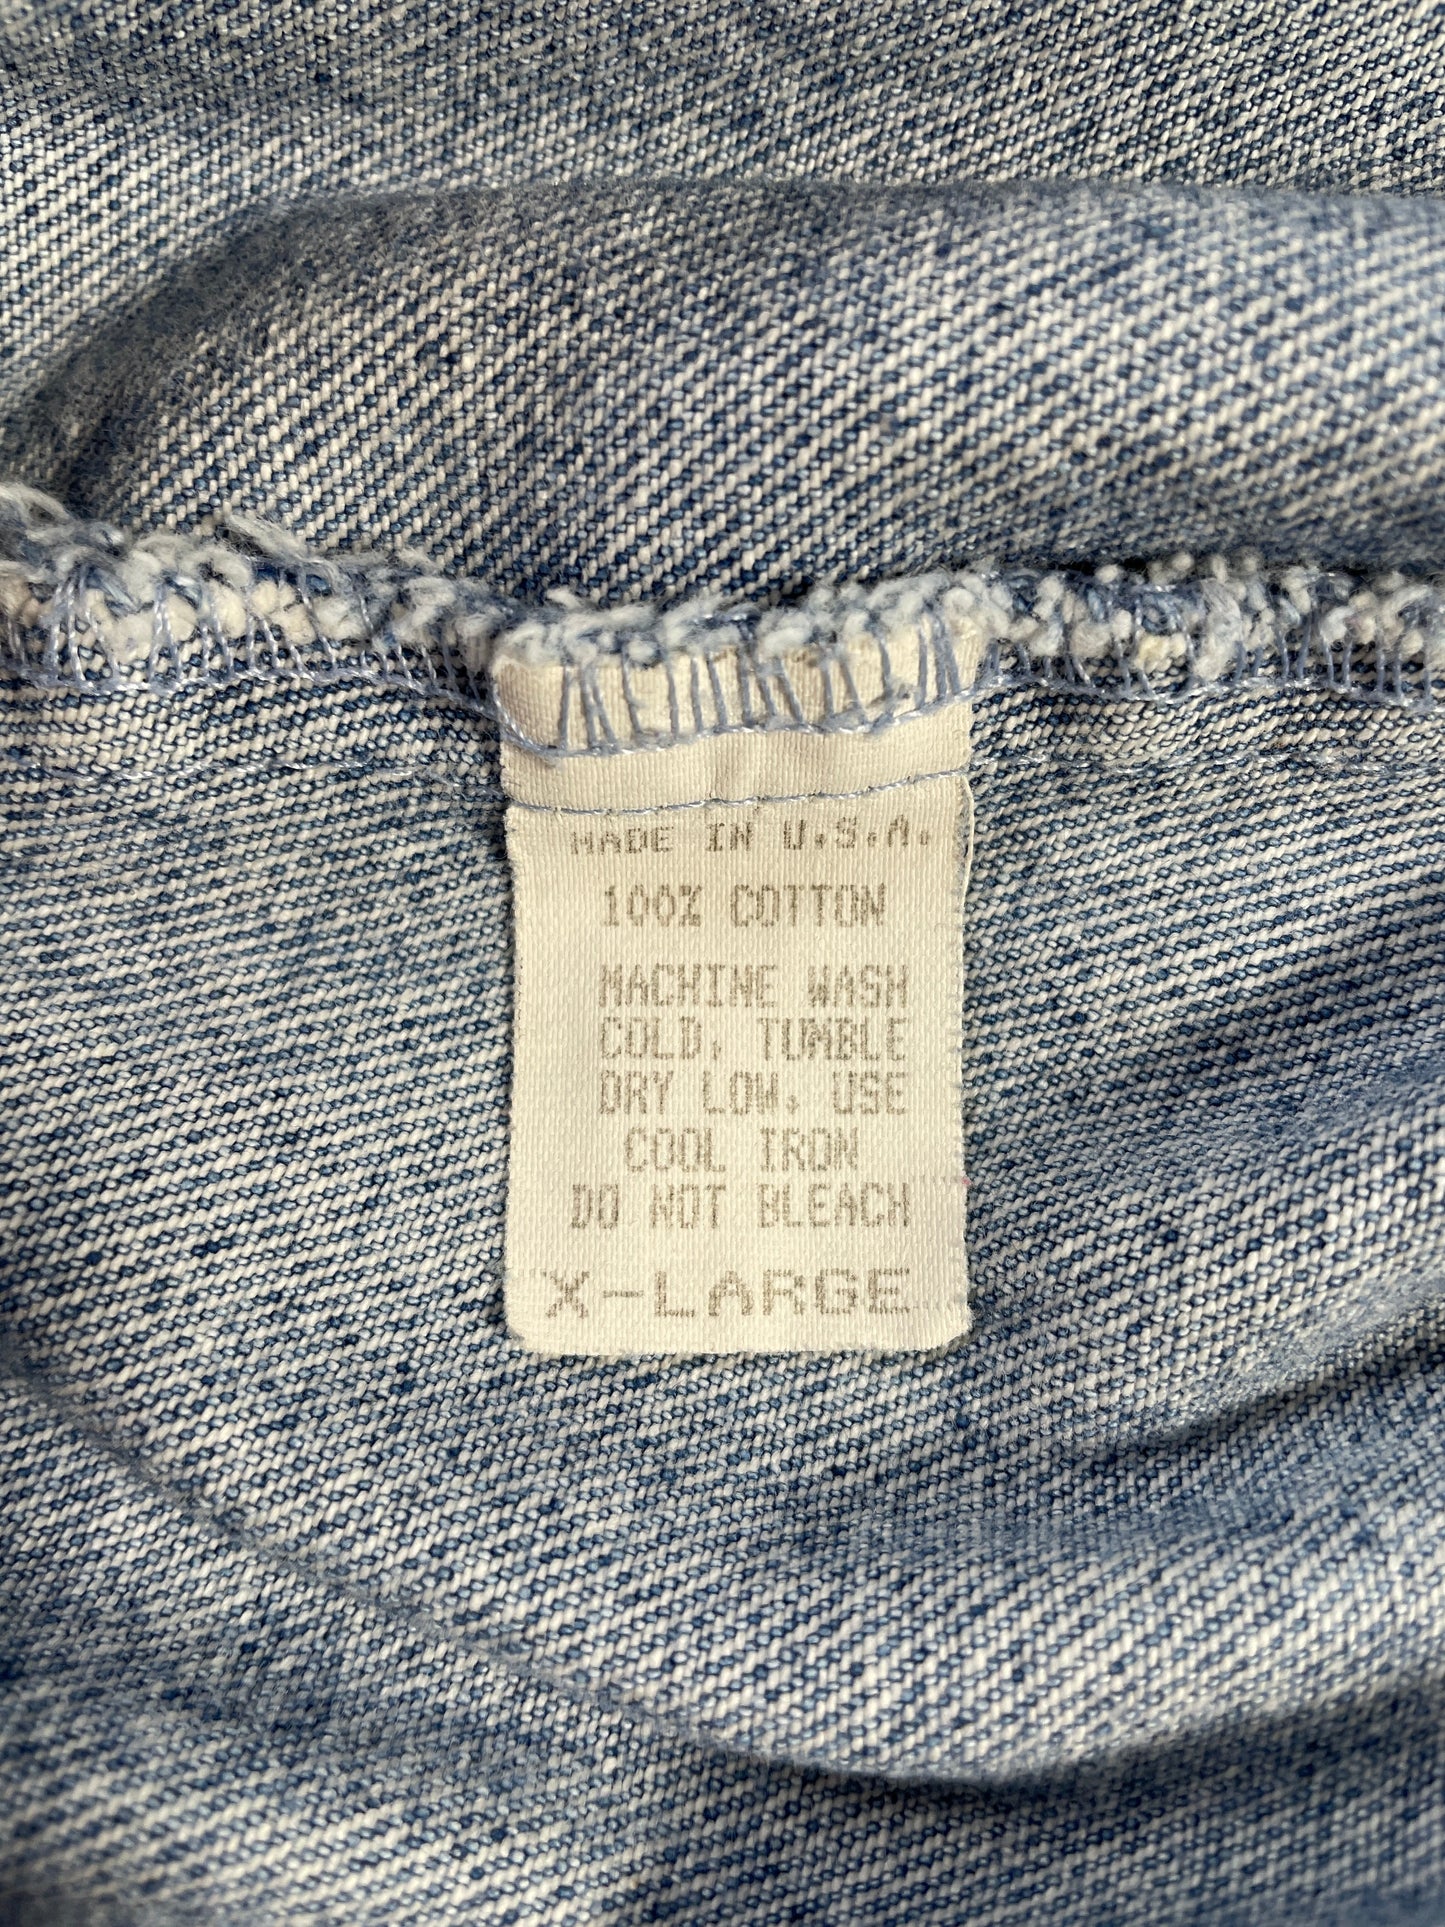 MADE IN U.S.A.
100% COTTON
MACHINE WASH
COLD, TUMBLE
DRY LOW, USE
COOL IRON
DO NOT BLEACH
X-LARGE